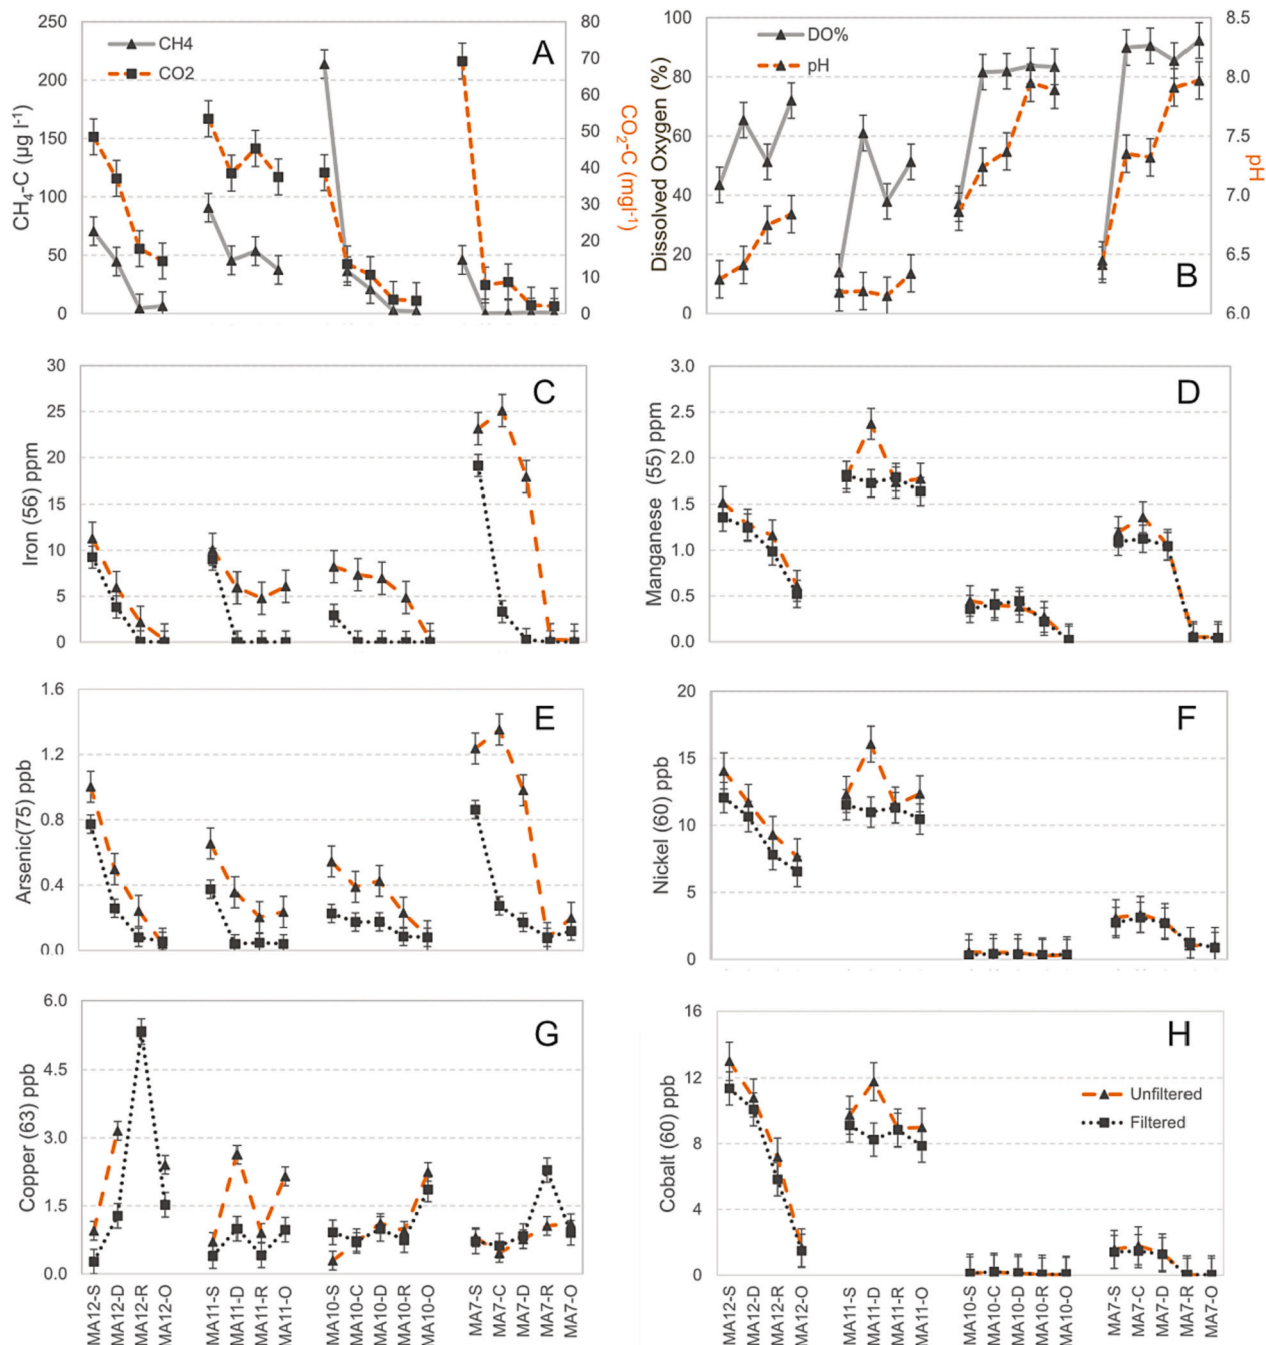 250
200
150
100
50
0
CH₄-C (µg l⁻¹)
CH4
CO2
A
80
70
60
50
40
30
20
10
0
CO₂-C (mgl⁻¹)
100
80
60
40
20
0
Dissolved Oxygen (%)
DO%
pH
B
8.5
8.0
7.5
7.0
6.5
6.0
pH
30
25
20
15
10
5
0
Iron (56) ppm
C
3.0
2.5
2.0
1.5
1.0
0.5
0.0
Manganese (55) ppm
D
1.6
1.2
0.8
0.4
0.0
Arsenic(75) ppb
E
20
15
10
5
0
Nickel (60) ppb
F
6.0
4.5
3.0
1.5
0.0
Copper (63) ppb
G
MA12-S
MA12-D
MA12-R
MA12-O
MA11-S
MA11-D
MA11-R
MA11-O
MA10-S
MA10-C
MA10-D
MA10-R
MA10-O
MA7-S
MA7-C
MA7-D
MA7-R
MA7-O
16
12
8
4
0
Cobalt (60) ppb
H
Unfiltered
Filtered
MA12-S
MA12-D
MA12-R
MA12-O
MA11-S
MA11-D
MA11-R
MA11-O
MA10-S
MA10-C
MA10-D
MA10-R
MA10-O
MA7-S
MA7-C
MA7-D
MA7-R
MA7-O